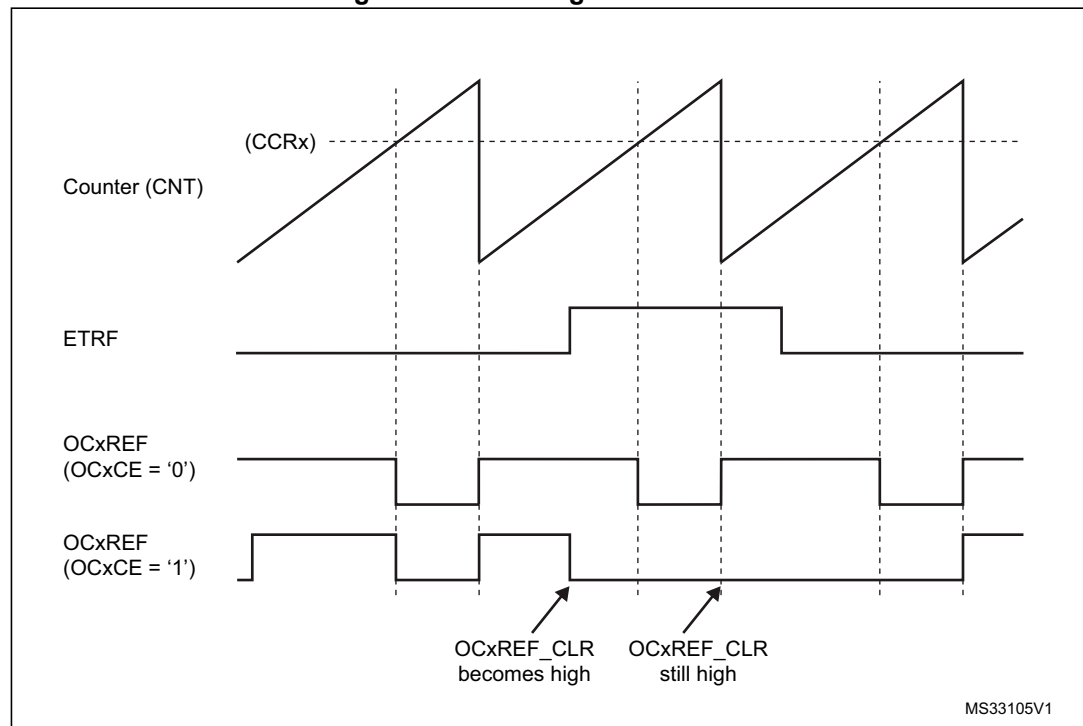 (CCRx)
Counter (CNT)
ETRF
OCxREF
(OCxCE = ‘0’)
OCxREF
(OCxCE = ‘1’)
OCxREF_CLR
becomes high
OCxREF_CLR
still high
MS33105V1